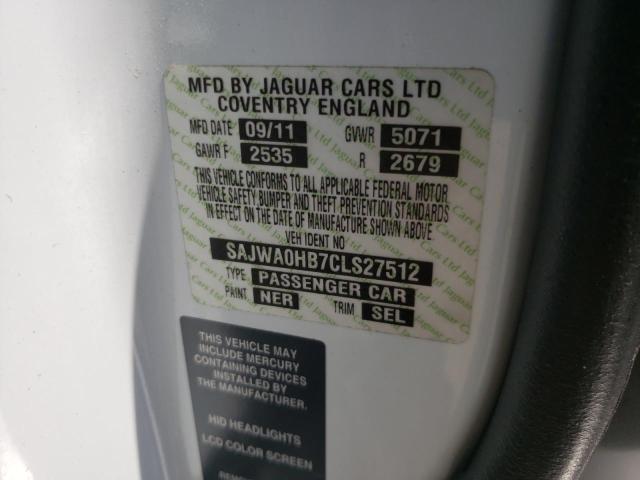 MFD BY JAGUAR CARS LTD
COVENTRY ENGLAND
MFD DATE 09/11 GVWR 5071
GAWR F 2535 R 2679
THIS VEHICLE CONFORMS TO ALL APPLICABLE FEDERAL MOTOR
VEHICLE SAFETY BUMPER AND THEFT PREVENTION STANDARDS
IN EFFECT ON THE DATE OF MANUFACTURE SHOWN ABOVE
VEH IDENT NO
SAJWA0HB7CLS27512
TYPE PASSENGER CAR
PAINT NER TRIM SEL
THIS VEHICLE MAY
INCLUDE MERCURY
CONTAINING DEVICES
INSTALLED BY
THE MANUFACTURER.
HID HEADLIGHTS
LCD COLOR SCREEN